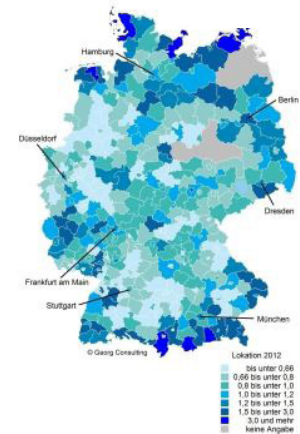 Hamburg
Berlin
Düsseldorf
Dresden
Frankfurt am Main
Stuttgart
München
© Georg Consulting
Lokation 2012
bis unter 0,66
0,66 bis unter 0,8
0,8 bis unter 1,0
1,0 bis unter 1,2
1,2 bis unter 1,5
1,5 bis unter 3,0
3,0 und mehr
keine Angabe